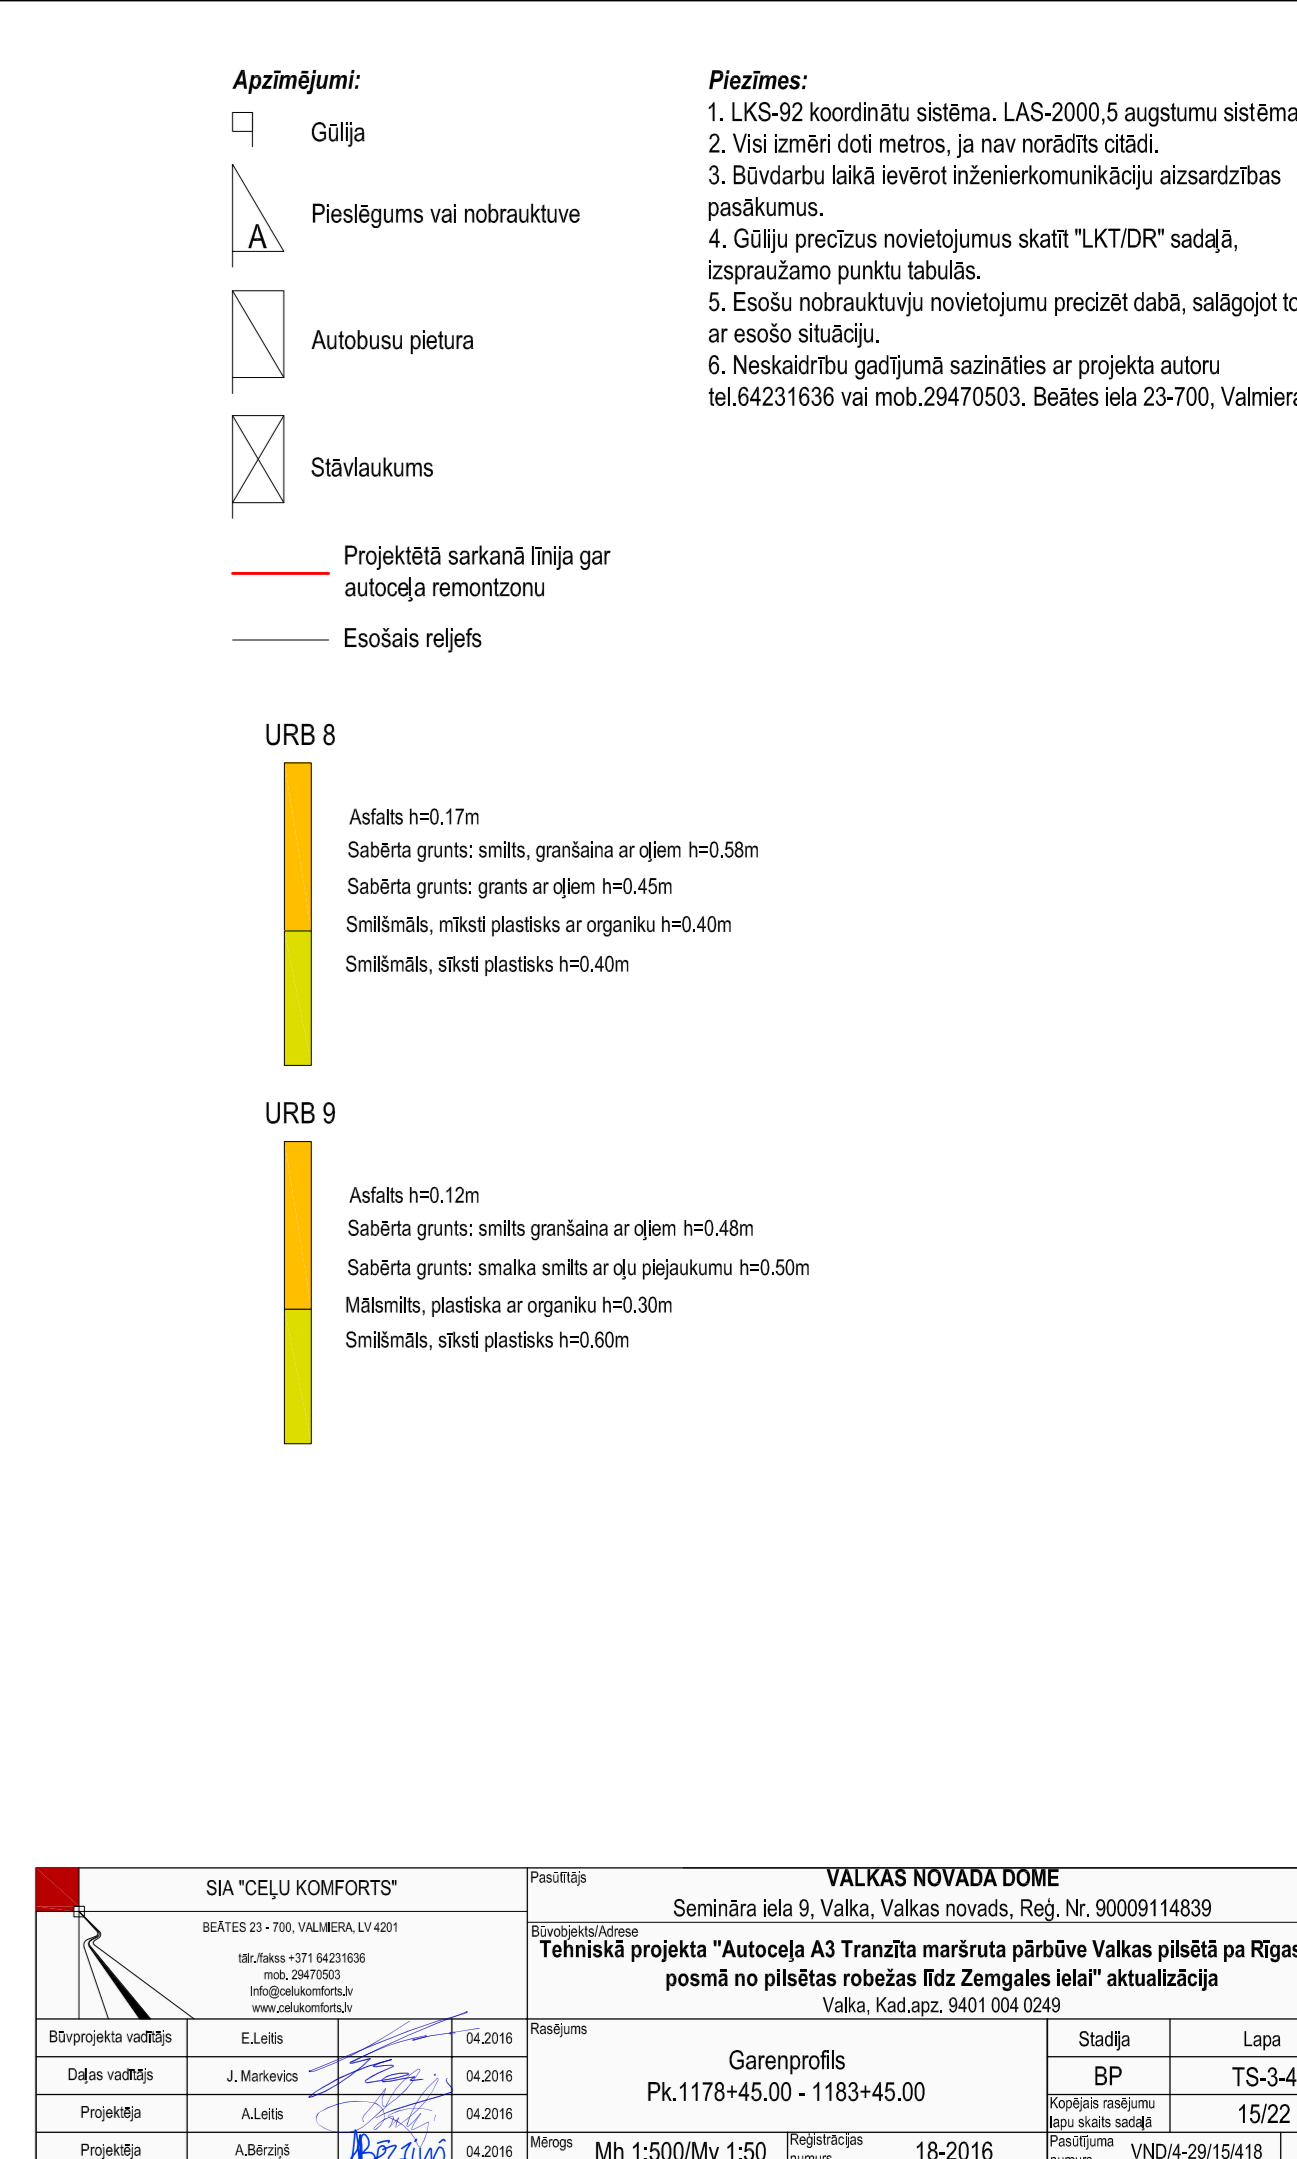 Apzīmējumi:
Gūlija
A
Pieslēgums vai nobrauktuve
Autobusu pietura
Stāvlaukums
Projektētā sarkanā līnija gar
autoceļa remontzonu
Esošais reljefs
Piezīmes:
1. LKS-92 koordinātu sistēma. LAS-2000,5 augstumu sistēma
2. Visi izmēri doti metros, ja nav norādīts citādi.
3. Būvdarbu laikā ievērot inženierkomunikāciju aizsardzības
pasākumus.
4. Gūliju precīzus novietojumus skatīt "LKT/DR" sadaļā,
izspraužamo punktu tabulās.
5. Esošu nobrauktuvju novietojumu precizēt dabā, salāgojot to
ar esošo situāciju.
6. Neskaidrību gadījumā sazināties ar projekta autoru
tel.64231636 vai mob.29470503. Beātes iela 23-700, Valmiera
URB 8
Asfalts h=0.17m
Sabērta grunts: smilts, granšaina ar oļiem h=0.58m
Sabērta grunts: grants ar oļiem h=0.45m
Smilšmāls, mīksti plastisks ar organiku h=0.40m
Smilšmāls, sīksti plastisks h=0.40m
URB 9
Asfalts h=0.12m
Sabērta grunts: smilts granšaina ar oļiem h=0.48m
Sabērta grunts: smalka smilts ar oļu piejaukumu h=0.50m
Mālsmilts, plastiska ar organiku h=0.30m
Smilšmāls, sīksti plastisks h=0.60m
SIA "CEĻU KOMFORTS"
BEĀTES 23 - 700, VALMIERA, LV 4201
tālr./fakss +371 64231636
mob. 29470503
Info@celukomforts.lv
www.celukomforts.lv
Pasūtītājs
VALKAS NOVADA DOME
Semināra iela 9, Valka, Valkas novads, Reģ. Nr. 90009114839
Būvobjekts/Adrese
Tehniskā projekta "Autoceļa A3 Tranzīta maršruta pārbūve Valkas pilsētā pa Rīgas
posmā no pilsētas robežas līdz Zemgales ielai" aktualizācija
Valka, Kad.apz. 9401 004 0249
Būvprojekta vadītājs E.Leitis 04.2016
Daļas vadītājs J. Markevics 04.2016
Projektēja A.Leitis 04.2016
Projektēja A.Bērziņš ABērziņš 04.2016
Rasējums
Garenprofils
Pk.1178+45.00 - 1183+45.00
Stadija Lapa
BP TS-3-4
Kopējais rasējumu
lapu skaits sadaļā 15/22
Mērogs Mh 1:500/Mv 1:50
Reģistrācijas
numurs 18-2016
Pasūtījuma
numurs VND/4-29/15/418